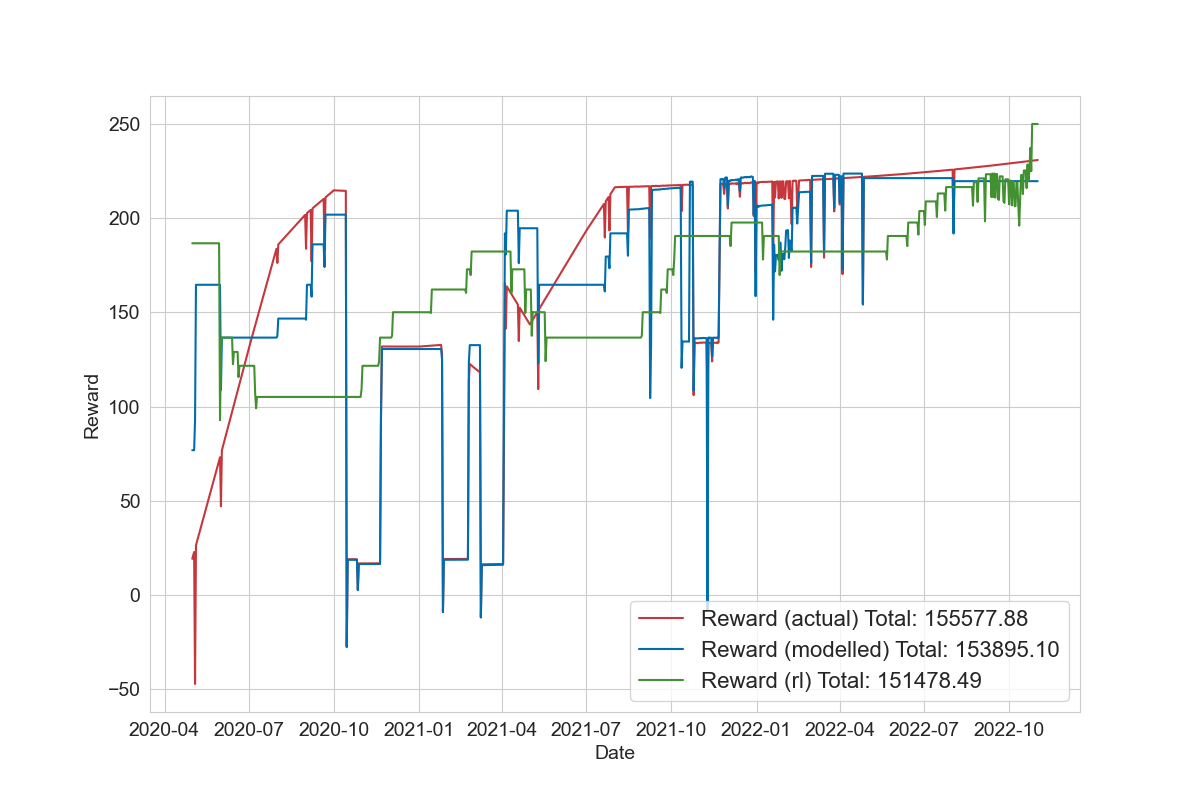 250
200
150
100
50
0
−50
Reward
Reward (actual) Total: 155577.88
Reward (modelled) Total: 153895.10
Reward (rl) Total: 151478.49
2020-04 2020-07 2020-10 2021-01 2021-04 2021-07 2021-10 2022-01 2022-04 2022-07 2022-10
Date